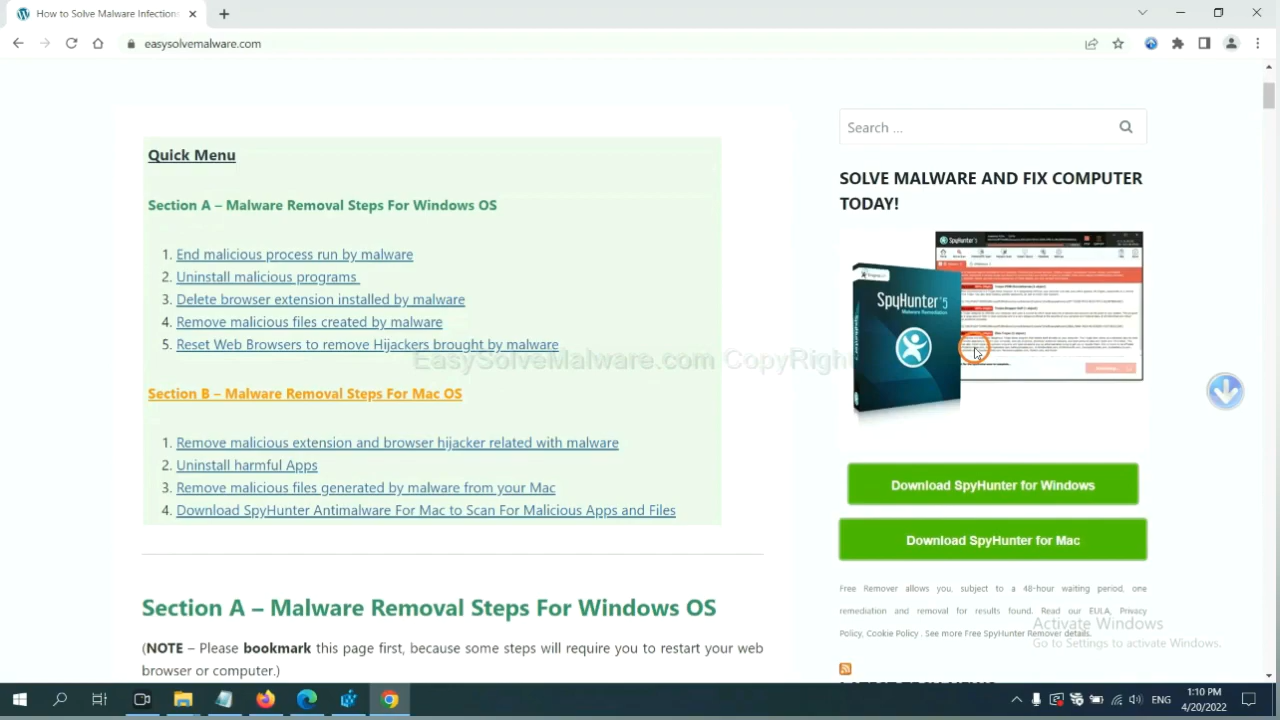 How to Solve Malware Infections
easysolvemalware.com
Quick Menu
Section A – Malware Removal Steps For Windows OS
1. End malicious process run by malware
2. Uninstall malware programs
3. Delete browser extension installed by malware
4. Remove malicious files created by malware
5. Reset Web B Hijackers brought by malware
Section B – Malware Removal Steps For Mac OS
1. Remove malicious extension and browser hijacker related with malware
2. Uninstall harmful Apps
3. Remove malicious files generated by malware from your Mac
4. Download SpyHunter Antimalware For Mac to Scan For Malicious Apps and Files
Section A – Malware Removal Steps For Windows OS
(NOTE – Please bookmark this page first, because some steps will require you to restart your web
browser or computer.)
Search ...
SOLVE MALWARE AND FIX COMPUTER
TODAY!
SpyHunter 5
SpyHunter 5
Malware Remediation
Download SpyHunter for Windows
Download SpyHunter for Mac
Free Remover allows you, subject to a 48-hour waiting period, one
remediation and removal for results found. Read our EULA, Privacy
Policy, Cookie Policy . See more Free SpyHunter Remover details.
Activate Windows
Go to Settings to activate Windows.
ENG
1:10 PM
4/20/2022